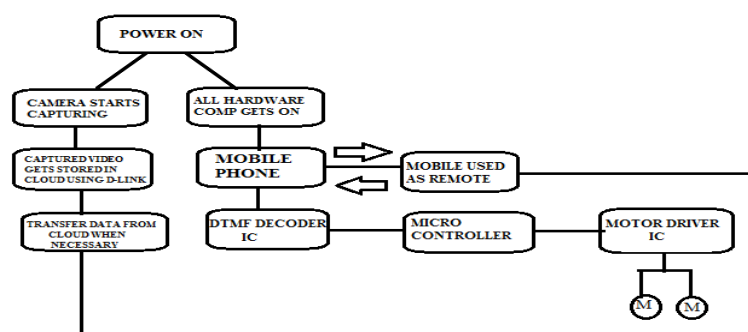 POWER ON
CAMERA STARTS
CAPTURING
ALL HARDWARE
COMP GETS ON
CAPTURED VIDEO
GETS STORED IN
CLOUD USING D-LINK
MOBILE
PHONE
MOBILE USED
AS REMOTE
TRANSFER DATA FROM
CLOUD WHEN
NECESSARY
DTMF DECODER
IC
MICRO
CONTROLLER
MOTOR DRIVER
IC
M
M